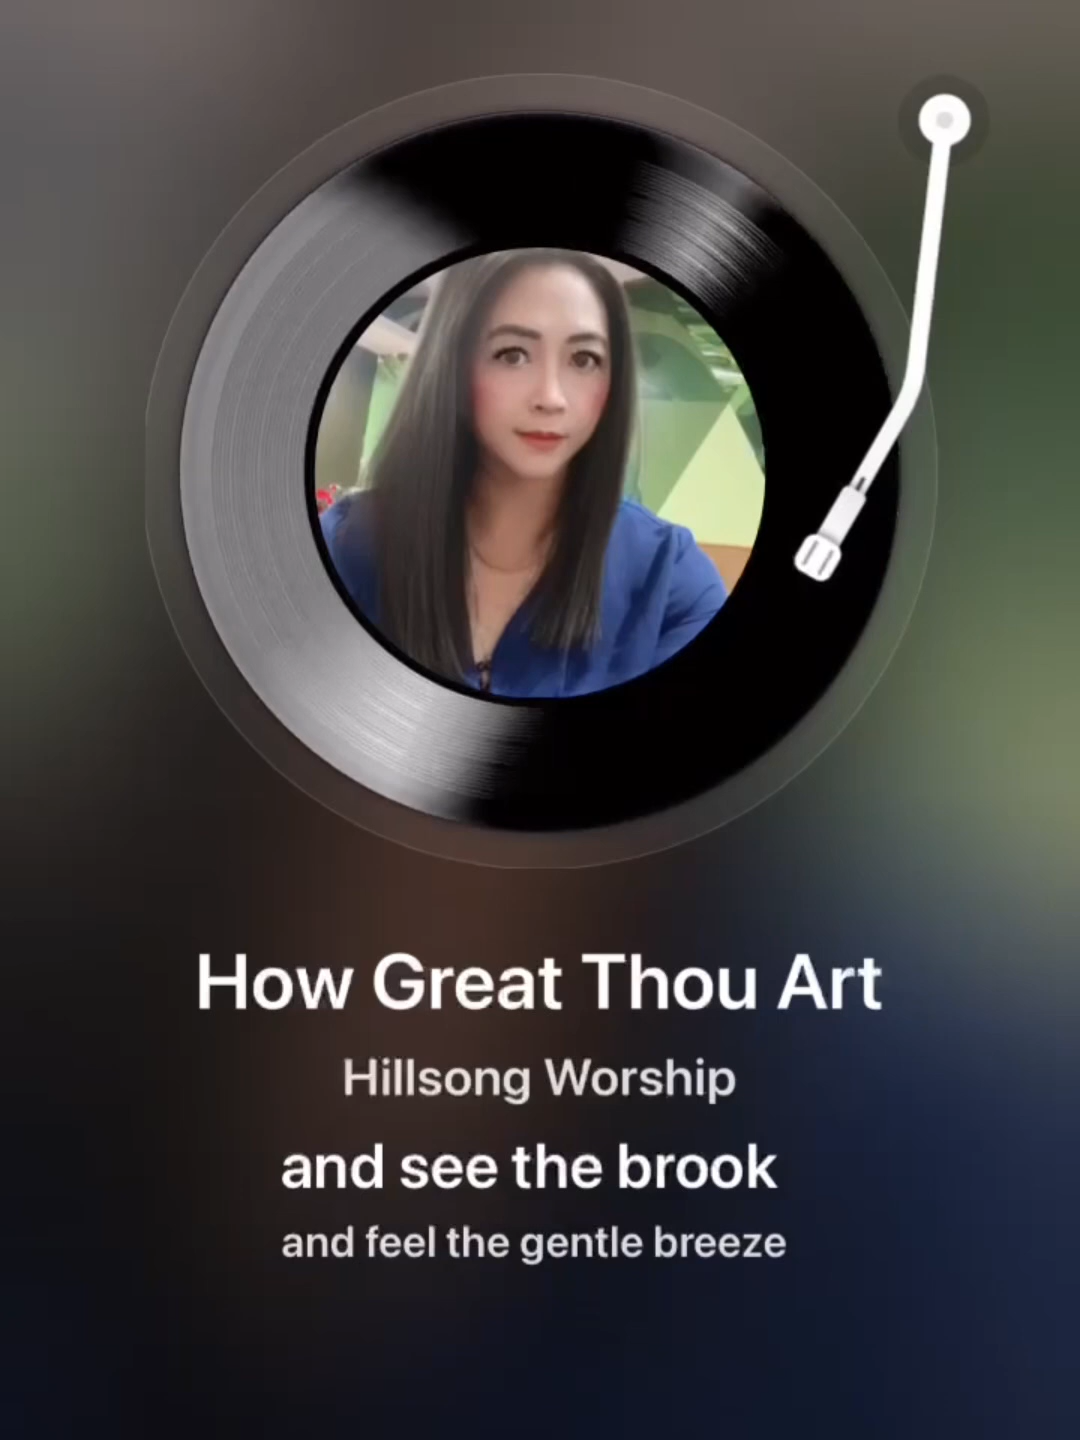 How Great Thou Art
Hillsong Worship
and see the brook
and feel the gentle breeze